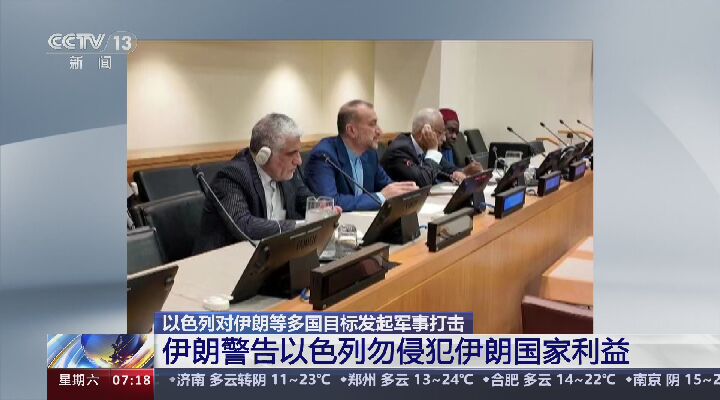 CCTV 13
新闻
以色列对伊朗等多国目标发起军事打击
伊朗警告以色列勿侵犯伊朗国家利益
星期六 07:18 济南 多云转阴 11~23℃ 郑州 多云 13~24℃ 合肥 多云 14~22℃ 南京 阴 15~2